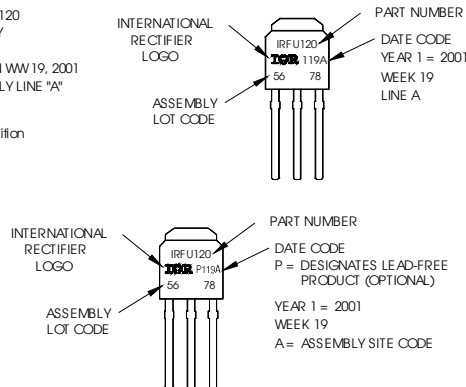 120
Y
WW 19, 2001
LY LINE "A"
ition
INTERNATIONAL
RECTIFIER
LOGO
ASSEMBLY
LOT CODE
IRFU120
IOR 119A
56 78
PART NUMBER
DATE CODE
YEAR 1 = 2001
WEEK 19
LINE A
INTERNATIONAL
RECTIFIER
LOGO
ASSEMBLY
LOT CODE
IRFU120
IOR P119A
56 78
PART NUMBER
DATE CODE
P = DESIGNATES LEAD-FREE
PRODUCT (OPTIONAL)
YEAR 1 = 2001
WEEK 19
A = ASSEMBLY SITE CODE